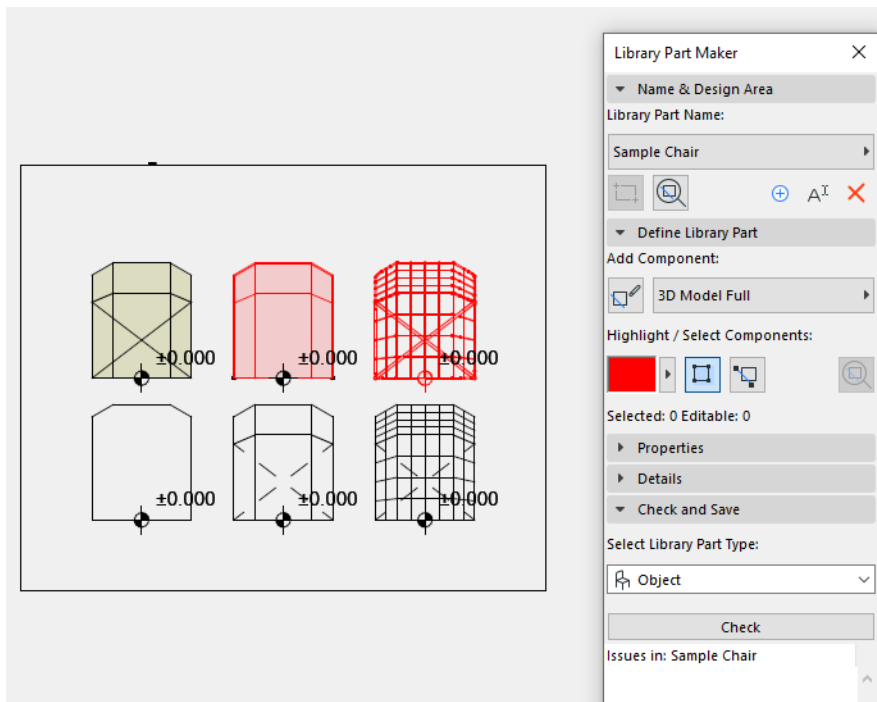 Library Part Maker
Name & Design Area
Library Part Name:
Sample Chair
Define Library Part
Add Component:
3D Model Full
Highlight / Select Components:
Selected: 0 Editable: 0
Properties
Details
Check and Save
Select Library Part Type:
Object
Check
Issues in: Sample Chair
±0.000 ±0.000 ±0.000
±0.000 ±0.000 ±0.000